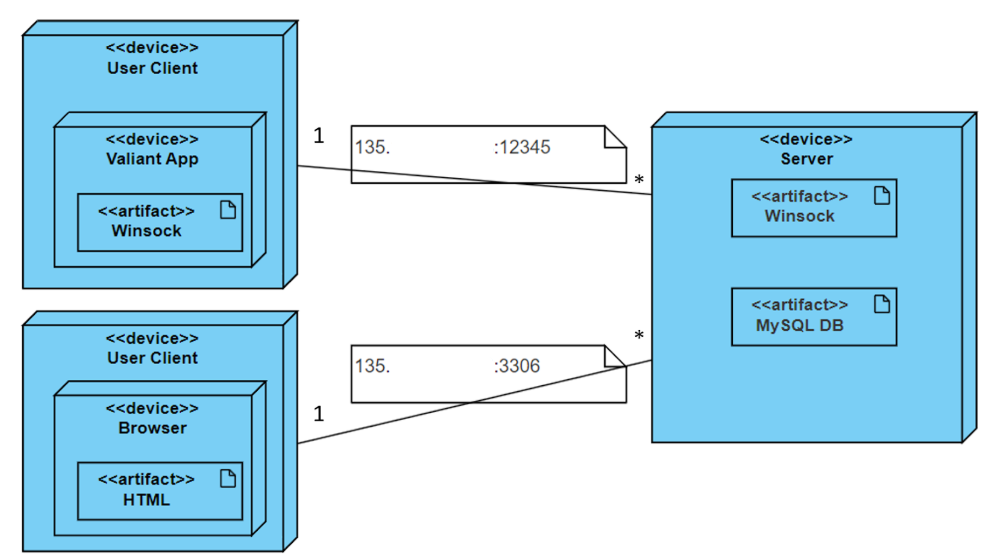 <<device>>
User Client
<<device>>
Valiant App
<<artifact>>
Winsock
1
135. :12345
*
<<device>>
Server
<<artifact>>
Winsock
<<artifact>>
MySQL DB
<<device>>
User Client
<<device>>
Browser
<<artifact>>
HTML
1
135. :3306
*